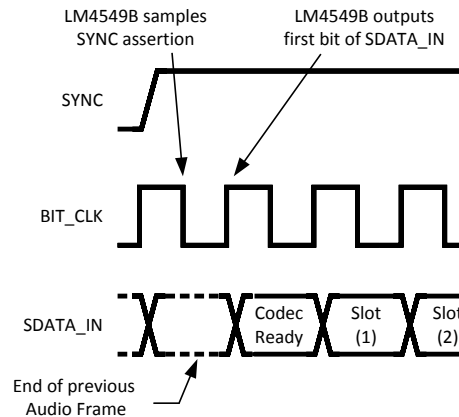 LM4549B samples
SYNC assertion
LM4549B outputs
first bit of SDATA_IN
SYNC
BIT_CLK
SDATA_IN
Codec
Ready
Slot
(1)
Slot
(2)
End of previous
Audio Frame